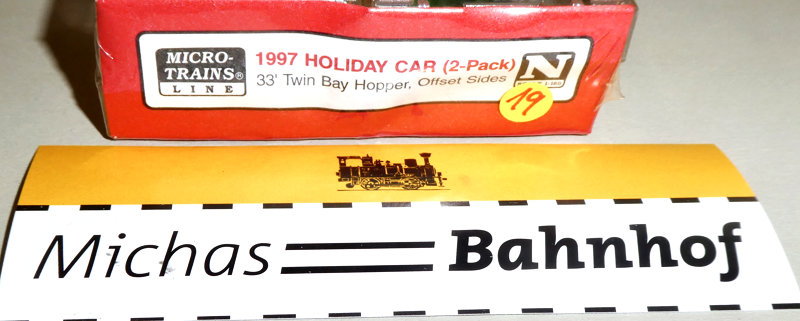 MICRO-
TRAINS®
LINE
1997 HOLIDAY CAR (2-Pack)
33' Twin Bay Hopper, Offset Sides
N
19
Michas Bahnhof